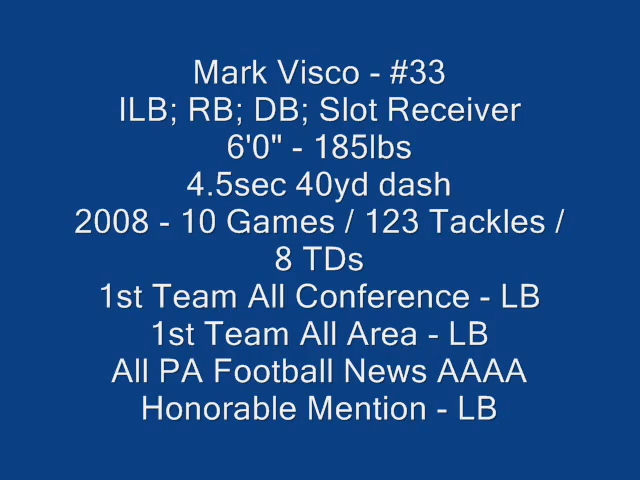 Mark Visco - #33
ILB; RB; DB; Slot Receiver
6'0" - 185lbs
4.5sec 40yd dash
2008 - 10 Games / 123 Tackles /
8 TDs
1st Team All Conference - LB
1st Team All Area - LB
All PA Football News AAAA
Honorable Mention - LB